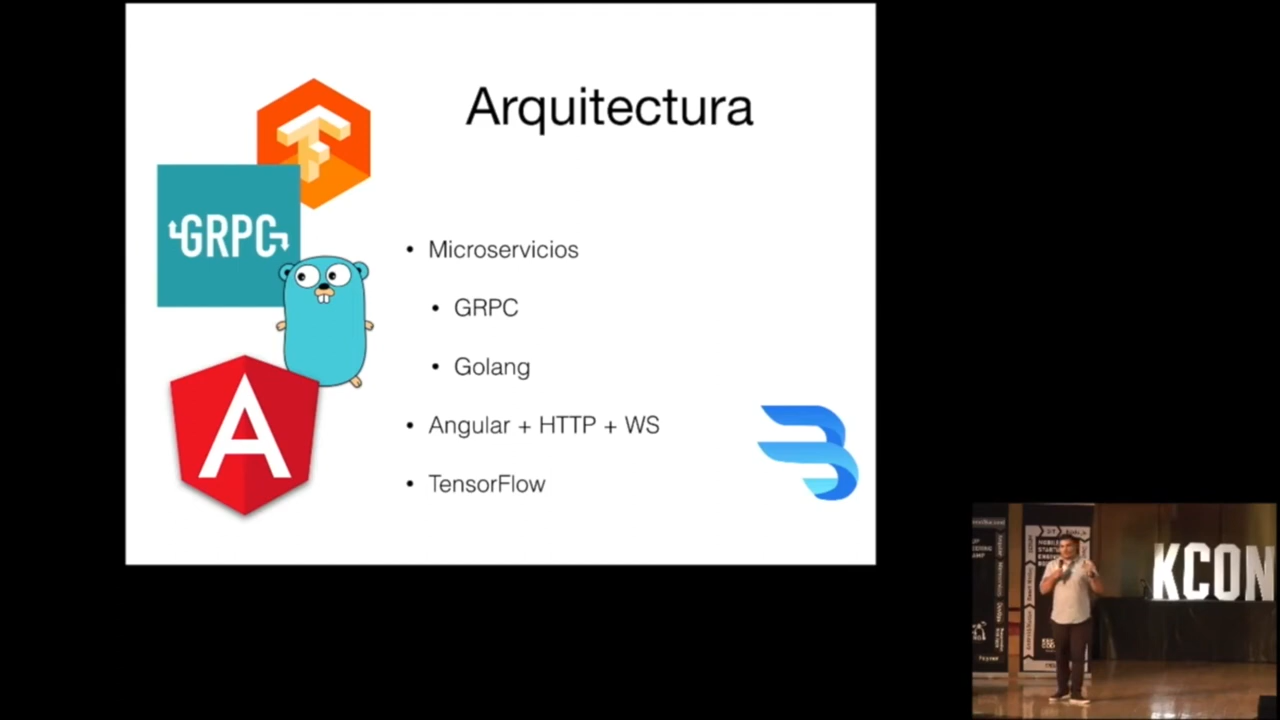 Arquitectura
GRPC
• Microservicios
• GRPC
• Golang
• Angular + HTTP + WS
• TensorFlow
KCON